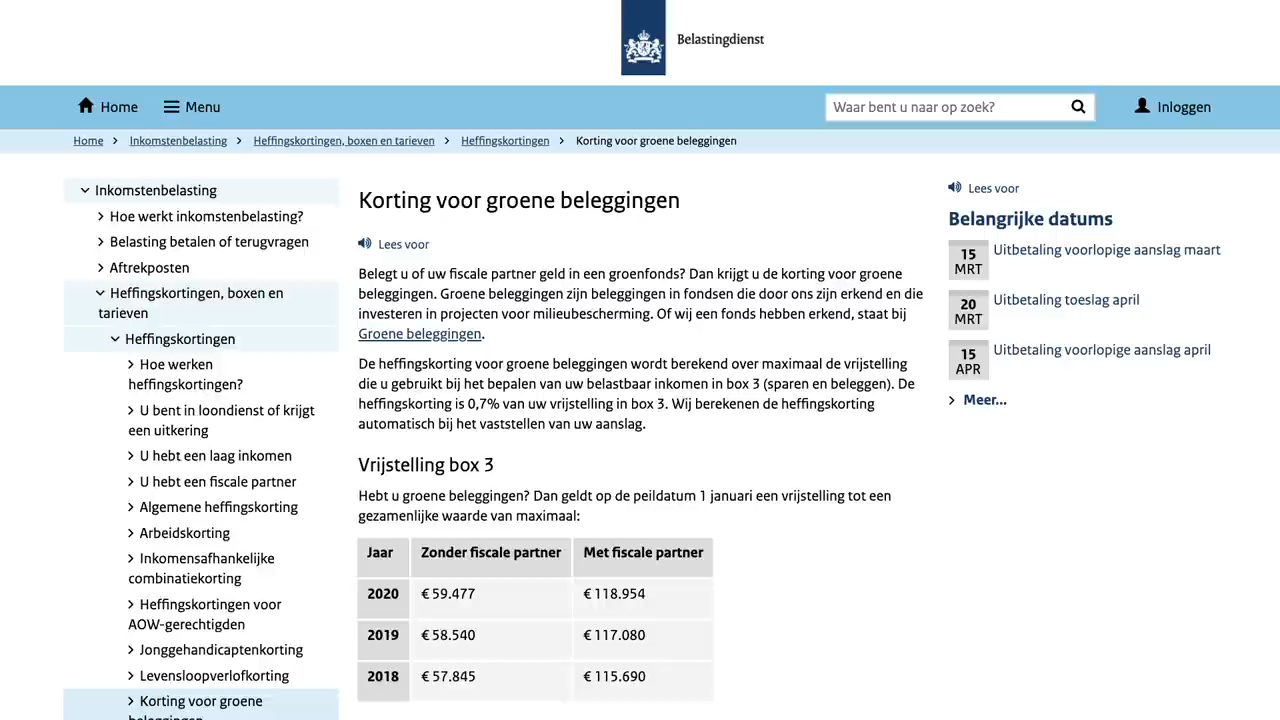 Belastingdienst
Home
Menu
Waar bent u naar op zoek?
Inloggen
Home > Inkomstenbelasting > Heffingskortingen, boxen en tarieven > Heffingskortingen > Korting voor groene beleggingen
Inkomstenbelasting
Hoe werkt inkomstenbelasting?
Belasting betalen of terugvragen
Aftrekposten
Heffingskortingen, boxen en
tarieven
Heffingskortingen
Hoe werken
heffingskortingen?
U bent in loondienst of krijgt
een uitkering
U hebt een laag inkomen
U hebt een fiscale partner
Algemene heffingskorting
Arbeidskorting
Inkomensafhankelijke
combinatiekorting
Heffingskortingen voor
AOW-gerechtigden
Jonggehandicaptenkorting
Levensloopverlofkorting
Korting voor groene
beleggingen
Korting voor groene beleggingen
Lees voor
Belegt u of uw fiscale partner geld in een groenfonds? Dan krijgt u de korting voor groene
beleggingen. Groene beleggingen zijn beleggingen in fondsen die door ons zijn erkend en die
investeren in projecten voor milieubescherming. Of wij een fonds hebben erkend, staat bij
Groene beleggingen.
De heffingskorting voor groene beleggingen wordt berekend over maximaal de vrijstelling
die u gebruikt bij het bepalen van uw belastbaar inkomen in box 3 (sparen en beleggen). De
heffingskorting is 0,7% van uw vrijstelling in box 3. Wij berekenen de heffingskorting
automatisch bij het vaststellen van uw aanslag.
Vrijstelling box 3
Hebt u groene beleggingen? Dan geldt op de peildatum 1 januari een vrijstelling tot een
gezamenlijke waarde van maximaal:
Jaar Zonder fiscale partner Met fiscale partner
2020 € 59.477 € 118.954
2019 € 58.540 € 117.080
2018 € 57.845 € 115.690
Lees voor
Belangrijke datums
15 MRT Uitbetaling voorlopige aanslag maart
20 MRT Uitbetaling toeslag april
15 APR Uitbetaling voorlopige aanslag april
Meer...